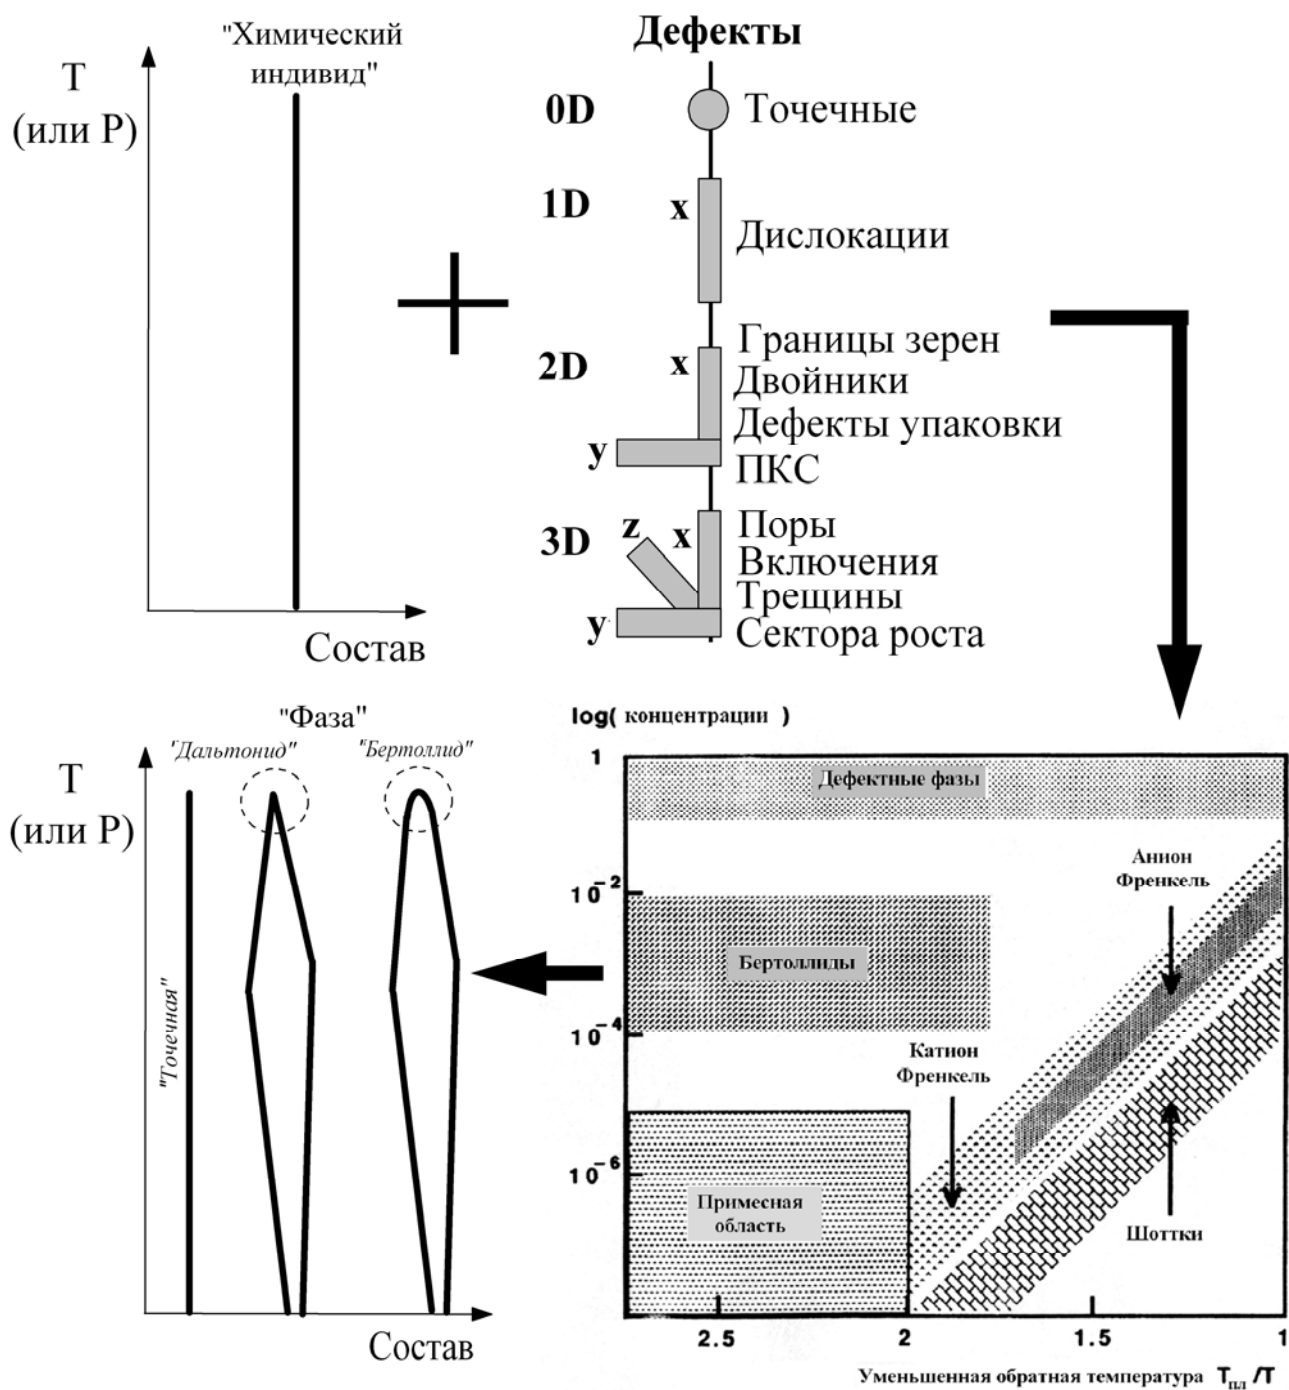 "Химический
индивид"
T
(или P)
Состав
Дефекты
0D
Точечные
1D
x
Дислокации
2D
x
y
Границы зерен
Двойники
Дефекты упаковки
ПКС
3D
z
x
y
Поры
Включения
Трещины
Сектора роста
"Фаза"
"Дальтонид"
"Бертоллид"
T
(или P)
"Точечная"
Состав
log( концентрации )
1
10-2
10-4
10-6
Дефектные фазы
Анион
Френкель
Бертоллиды
Катион
Френкель
Примесная
область
Шоттки
2.5
2
1.5
1
Уменьшенная обратная температура Tпл /T